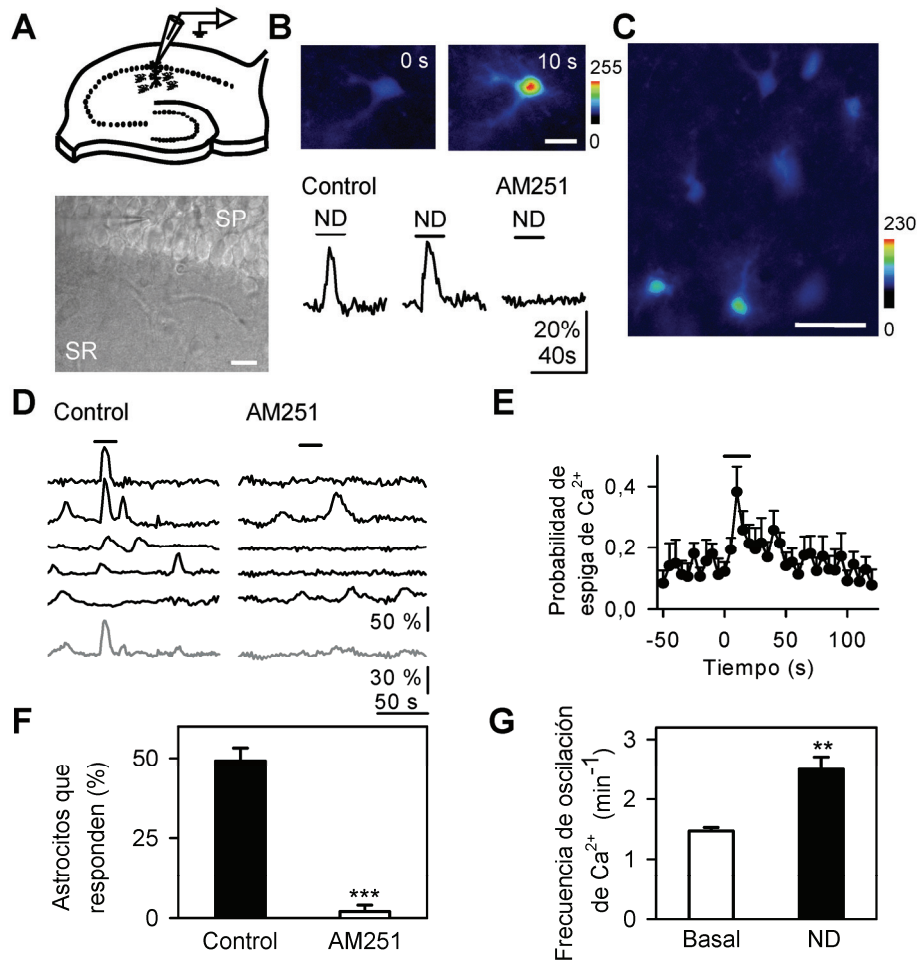 A
SP
SR
B
0 s
10 s
255
0
Control
AM251
ND
ND
ND
20%
40s
C
230
0
D
Control
AM251
50 %
30 %
50 s
E
Probabilidad de
espiga de Ca²⁺
0,4
0,2
0,0
-50
0
50
100
Tiempo (s)
F
Astrocitos que
responden (%)
50
25
0
***
Control
AM251
G
Frecuencia de oscilación
de Ca²⁺ (min⁻¹)
3
2
1
0
**
Basal
ND